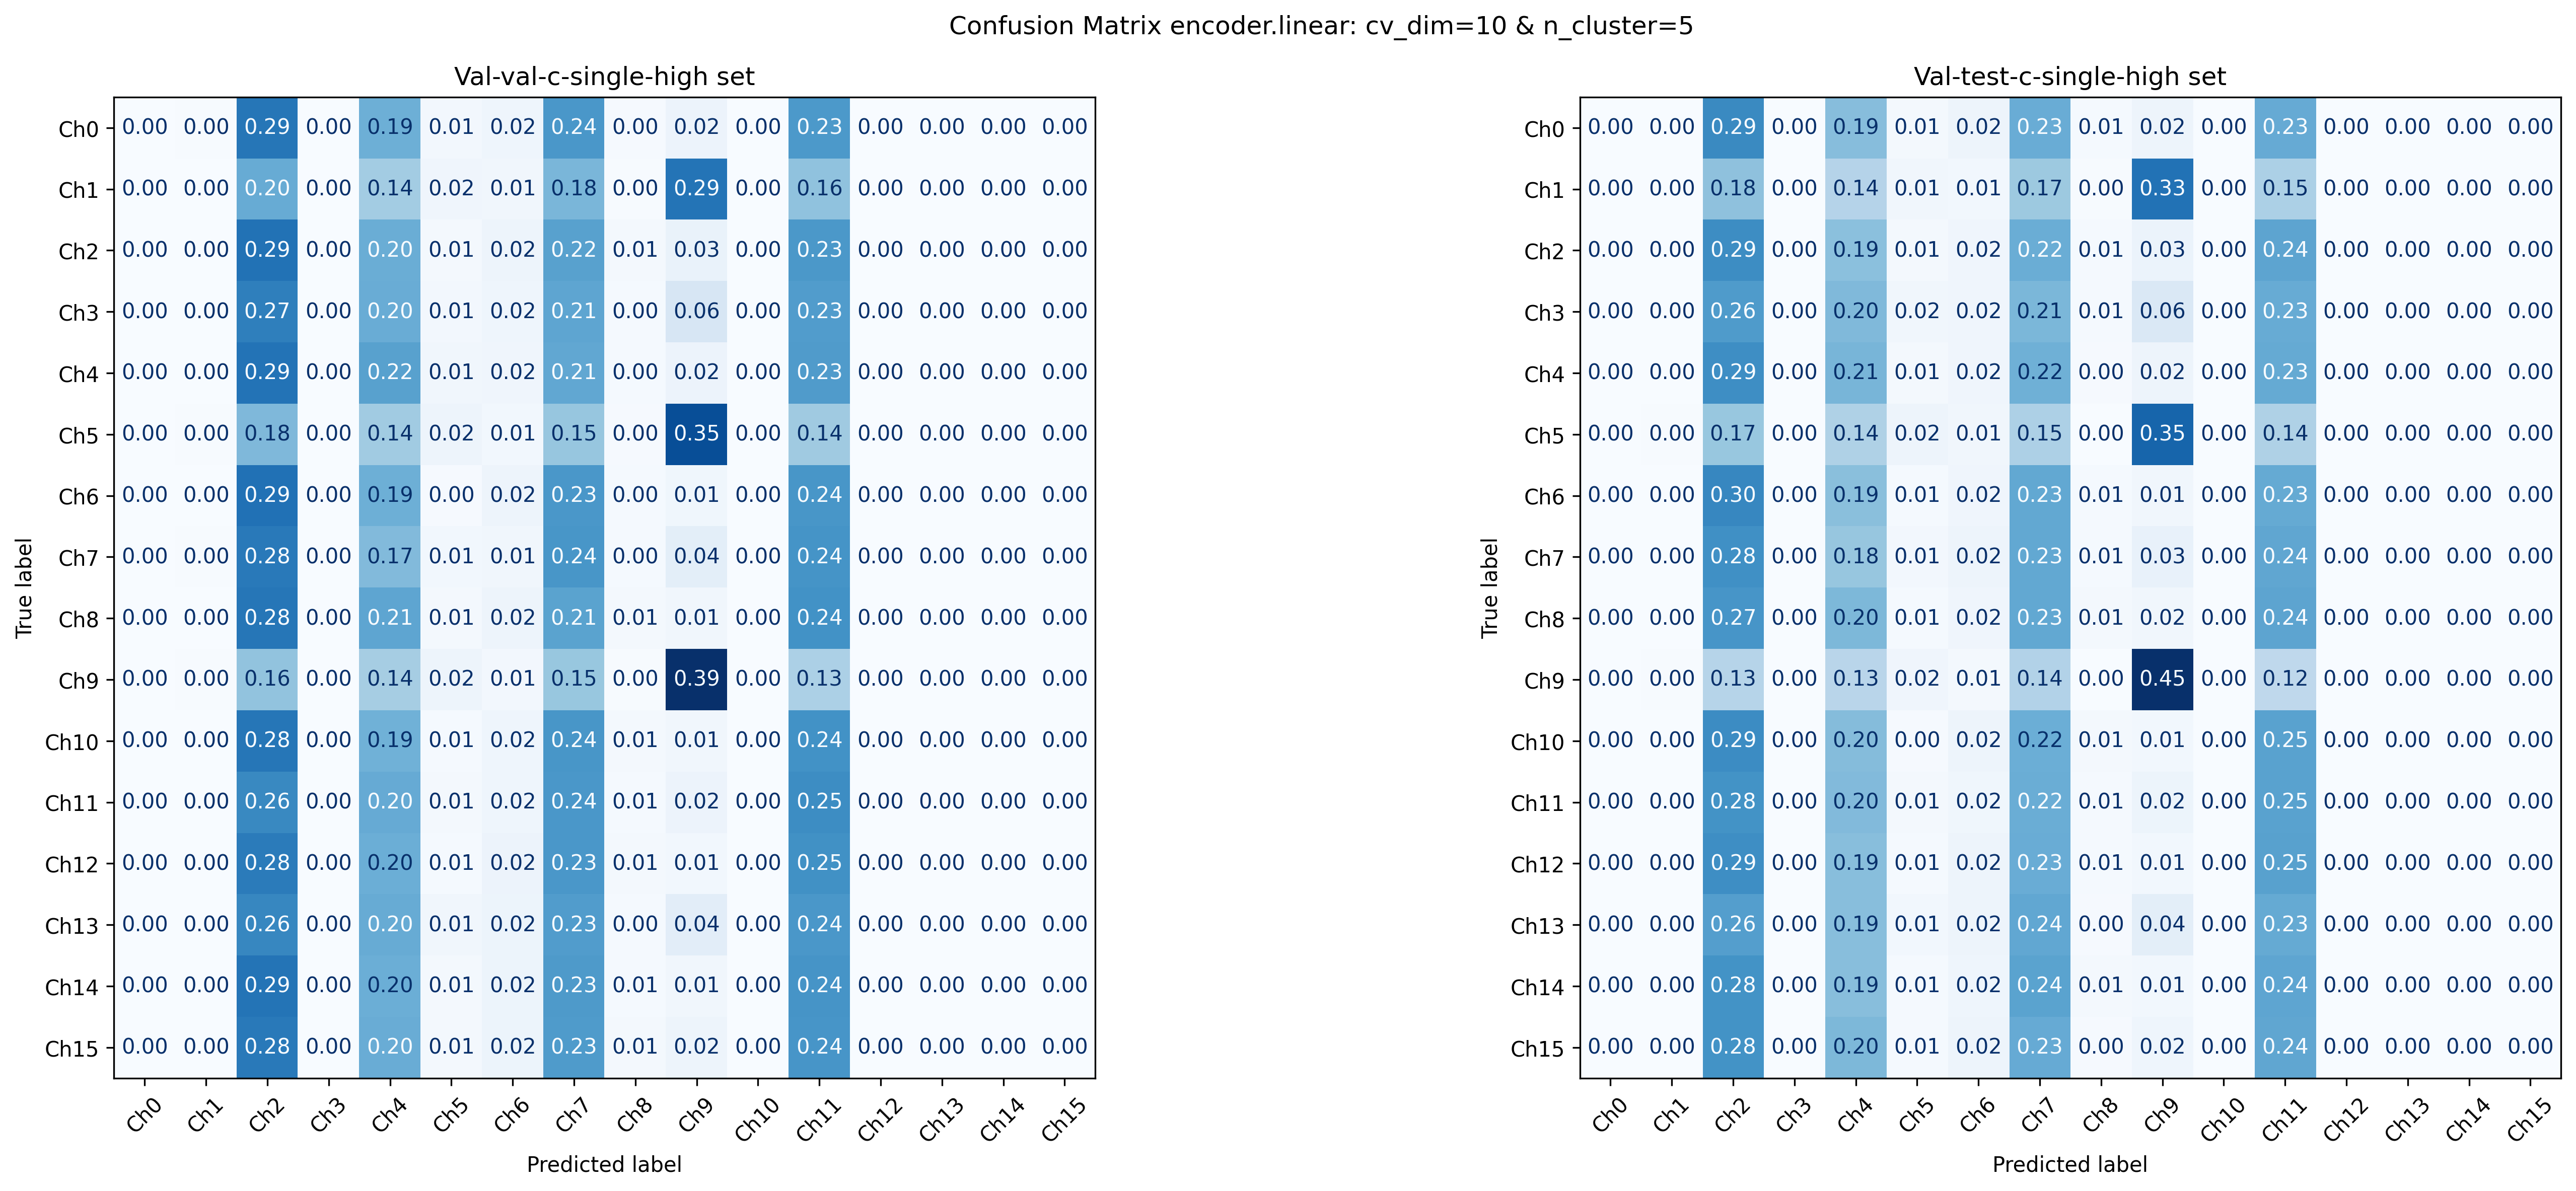 Confusion Matrix encoder.linear: cv_dim=10 & n_cluster=5
Val-val-c-single-high set
Ch0 0.00 0.00 0.29 0.00 0.19 0.01 0.02 0.24 0.00 0.02 0.00 0.23 0.00 0.00 0.00 0.00
Ch1 0.00 0.00 0.20 0.00 0.14 0.02 0.01 0.18 0.00 0.29 0.00 0.16 0.00 0.00 0.00 0.00
Ch2 0.00 0.00 0.29 0.00 0.20 0.01 0.02 0.22 0.01 0.03 0.00 0.23 0.00 0.00 0.00 0.00
Ch3 0.00 0.00 0.27 0.00 0.20 0.01 0.02 0.21 0.00 0.06 0.00 0.23 0.00 0.00 0.00 0.00
Ch4 0.00 0.00 0.29 0.00 0.22 0.01 0.02 0.21 0.00 0.02 0.00 0.23 0.00 0.00 0.00 0.00
Ch5 0.00 0.00 0.18 0.00 0.14 0.02 0.01 0.15 0.00 0.35 0.00 0.14 0.00 0.00 0.00 0.00
Ch6 0.00 0.00 0.29 0.00 0.19 0.00 0.02 0.23 0.00 0.01 0.00 0.24 0.00 0.00 0.00 0.00
Ch7 0.00 0.00 0.28 0.00 0.17 0.01 0.01 0.24 0.00 0.04 0.00 0.24 0.00 0.00 0.00 0.00
Ch8 0.00 0.00 0.28 0.00 0.21 0.01 0.02 0.21 0.01 0.01 0.00 0.24 0.00 0.00 0.00 0.00
Ch9 0.00 0.00 0.16 0.00 0.14 0.02 0.01 0.15 0.00 0.39 0.00 0.13 0.00 0.00 0.00 0.00
Ch10 0.00 0.00 0.28 0.00 0.19 0.01 0.02 0.24 0.01 0.01 0.00 0.24 0.00 0.00 0.00 0.00
Ch11 0.00 0.00 0.26 0.00 0.20 0.01 0.02 0.24 0.01 0.02 0.00 0.25 0.00 0.00 0.00 0.00
Ch12 0.00 0.00 0.28 0.00 0.20 0.01 0.02 0.23 0.01 0.01 0.00 0.25 0.00 0.00 0.00 0.00
Ch13 0.00 0.00 0.26 0.00 0.20 0.01 0.02 0.23 0.00 0.04 0.00 0.24 0.00 0.00 0.00 0.00
Ch14 0.00 0.00 0.29 0.00 0.20 0.01 0.02 0.23 0.01 0.01 0.00 0.24 0.00 0.00 0.00 0.00
Ch15 0.00 0.00 0.28 0.00 0.20 0.01 0.02 0.23 0.01 0.02 0.00 0.24 0.00 0.00 0.00 0.00
Ch0 Ch1 Ch2 Ch3 Ch4 Ch5 Ch6 Ch7 Ch8 Ch9 Ch10 Ch11 Ch12 Ch13 Ch14 Ch15
Predicted label
True label
Val-test-c-single-high set
Ch0 0.00 0.00 0.29 0.00 0.19 0.01 0.02 0.23 0.01 0.02 0.00 0.23 0.00 0.00 0.00 0.00
Ch1 0.00 0.00 0.18 0.00 0.14 0.01 0.01 0.17 0.00 0.33 0.00 0.15 0.00 0.00 0.00 0.00
Ch2 0.00 0.00 0.29 0.00 0.19 0.01 0.02 0.22 0.01 0.03 0.00 0.24 0.00 0.00 0.00 0.00
Ch3 0.00 0.00 0.26 0.00 0.20 0.02 0.02 0.21 0.01 0.06 0.00 0.23 0.00 0.00 0.00 0.00
Ch4 0.00 0.00 0.29 0.00 0.21 0.01 0.02 0.22 0.00 0.02 0.00 0.23 0.00 0.00 0.00 0.00
Ch5 0.00 0.00 0.17 0.00 0.14 0.02 0.01 0.15 0.00 0.35 0.00 0.14 0.00 0.00 0.00 0.00
Ch6 0.00 0.00 0.30 0.00 0.19 0.01 0.02 0.23 0.01 0.01 0.00 0.23 0.00 0.00 0.00 0.00
Ch7 0.00 0.00 0.28 0.00 0.18 0.01 0.02 0.23 0.01 0.03 0.00 0.24 0.00 0.00 0.00 0.00
Ch8 0.00 0.00 0.27 0.00 0.20 0.01 0.02 0.23 0.01 0.02 0.00 0.24 0.00 0.00 0.00 0.00
Ch9 0.00 0.00 0.13 0.00 0.13 0.02 0.01 0.14 0.00 0.45 0.00 0.12 0.00 0.00 0.00 0.00
Ch10 0.00 0.00 0.29 0.00 0.20 0.00 0.02 0.22 0.01 0.01 0.00 0.25 0.00 0.00 0.00 0.00
Ch11 0.00 0.00 0.28 0.00 0.20 0.01 0.02 0.22 0.01 0.02 0.00 0.25 0.00 0.00 0.00 0.00
Ch12 0.00 0.00 0.29 0.00 0.19 0.01 0.02 0.23 0.01 0.01 0.00 0.25 0.00 0.00 0.00 0.00
Ch13 0.00 0.00 0.26 0.00 0.19 0.01 0.02 0.24 0.00 0.04 0.00 0.23 0.00 0.00 0.00 0.00
Ch14 0.00 0.00 0.28 0.00 0.19 0.01 0.02 0.24 0.01 0.01 0.00 0.24 0.00 0.00 0.00 0.00
Ch15 0.00 0.00 0.28 0.00 0.20 0.01 0.02 0.23 0.00 0.02 0.00 0.24 0.00 0.00 0.00 0.00
Ch0 Ch1 Ch2 Ch3 Ch4 Ch5 Ch6 Ch7 Ch8 Ch9 Ch10 Ch11 Ch12 Ch13 Ch14 Ch15
Predicted label
True label